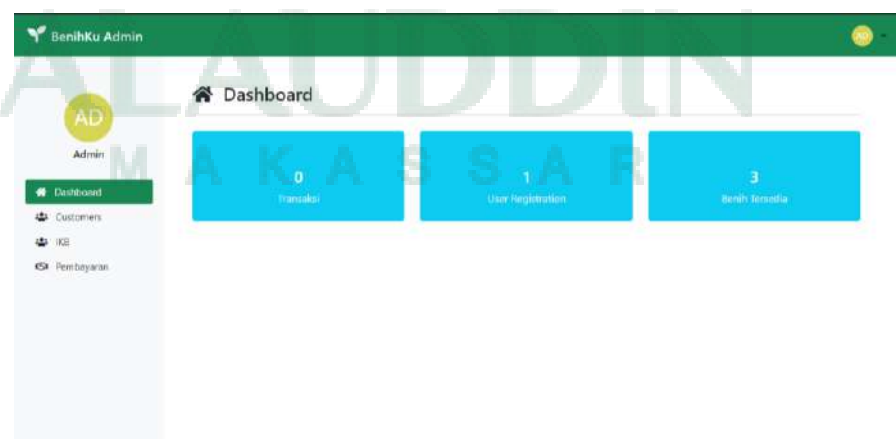 BenihKu Admin
AD
ALAUDDIN
MAKASSAR
AD
Admin
Dashboard
Customers
IKB
Pembayaran
Dashboard
0
Transaksi
1
User Registration
3
Benih Tersedia